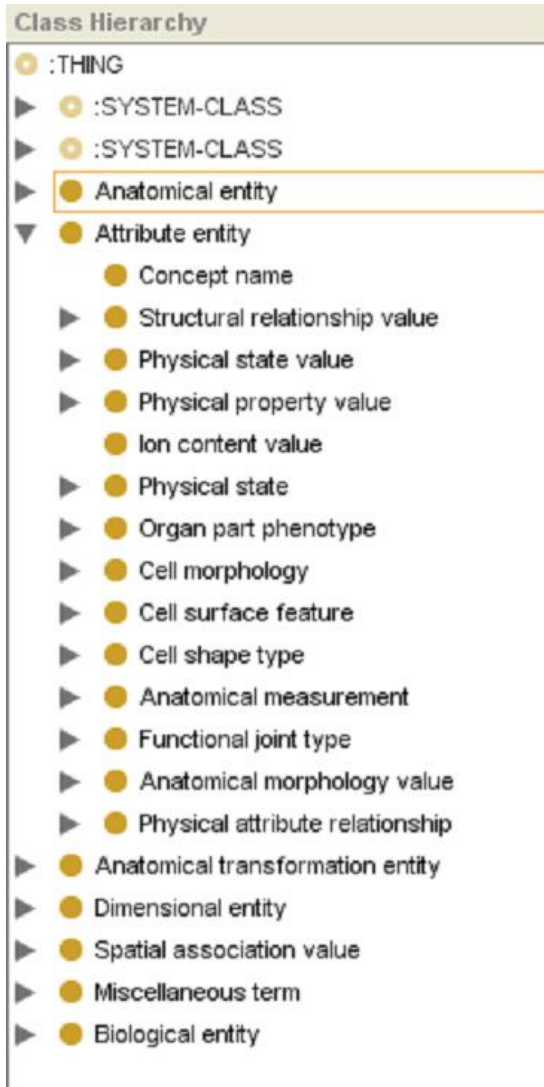 Class Hierarchy
:THING
:SYSTEM-CLASS
:SYSTEM-CLASS
Anatomical entity
Attribute entity
Concept name
Structural relationship value
Physical state value
Physical property value
Ion content value
Physical state
Organ part phenotype
Cell morphology
Cell surface feature
Cell shape type
Anatomical measurement
Functional joint type
Anatomical morphology value
Physical attribute relationship
Anatomical transformation entity
Dimensional entity
Spatial association value
Miscellaneous term
Biological entity